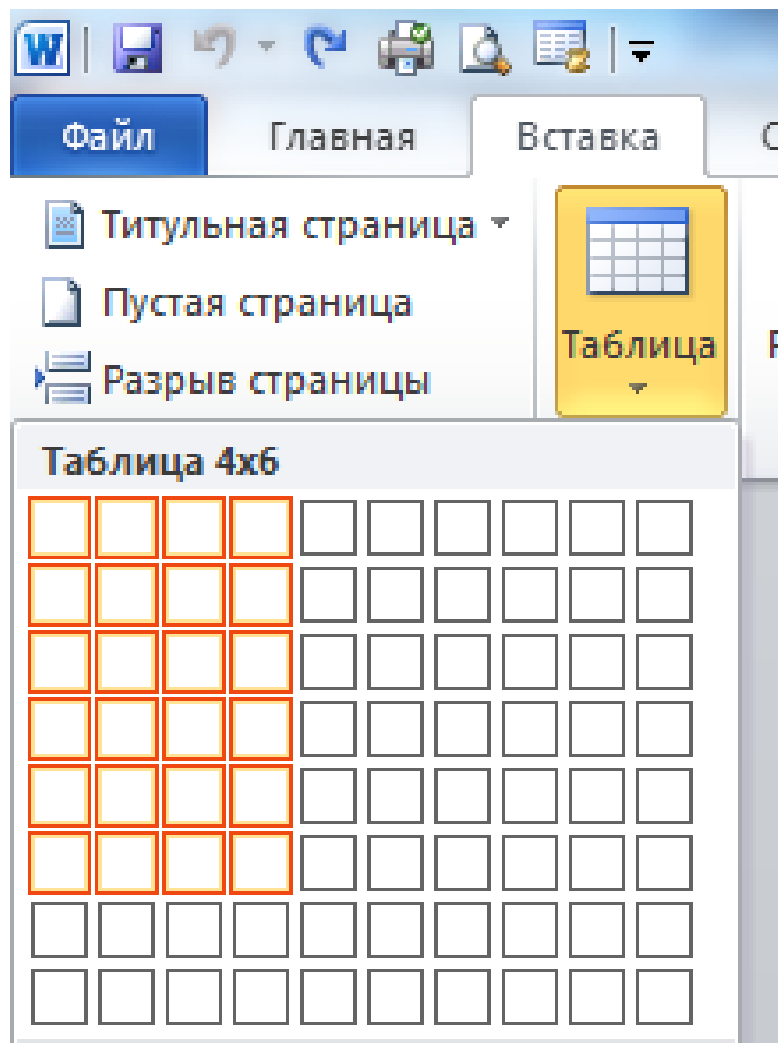 W
Файл Главная Вставка С
Титульная страница
Пустая страница
Разрыв страницы
Таблица
Таблица 4x6